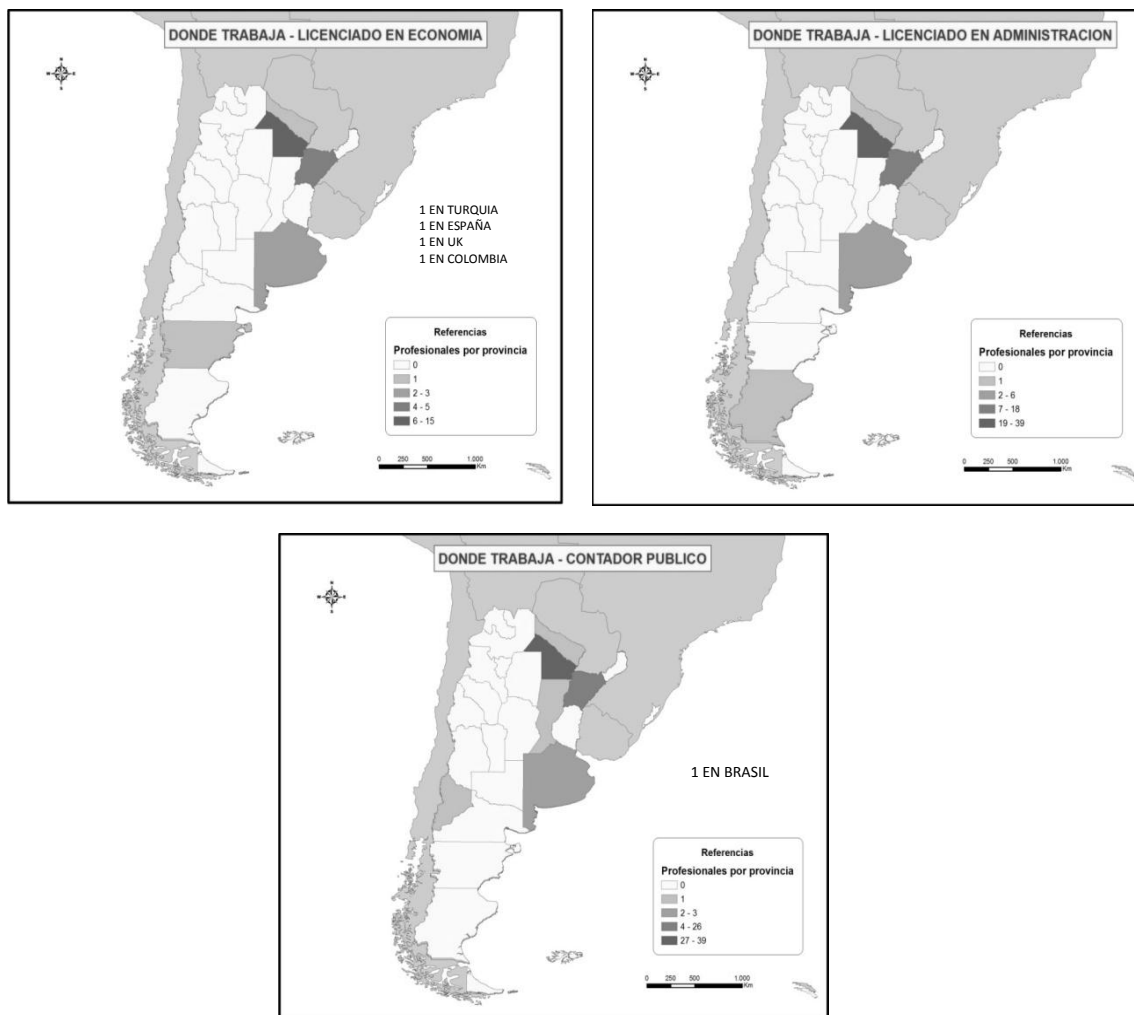 DONDE TRABAJA - LICENCIADO EN ECONOMIA
1 EN TURQUIA
1 EN ESPAÑA
1 EN UK
1 EN COLOMBIA
Referencias
Profesionales por provincia
0
1
2 - 3
4 - 5
6 - 15
0 250 500 1.000
Km
DONDE TRABAJA - LICENCIADO EN ADMINISTRACION
Referencias
Profesionales por provincia
0
1
2 - 6
7 - 18
19 - 39
0 250 500 1.000
Km
DONDE TRABAJA - CONTADOR PUBLICO
1 EN BRASIL
Referencias
Profesionales por provincia
0
1
2 - 3
4 - 26
27 - 39
0 250 500 1.000
Km